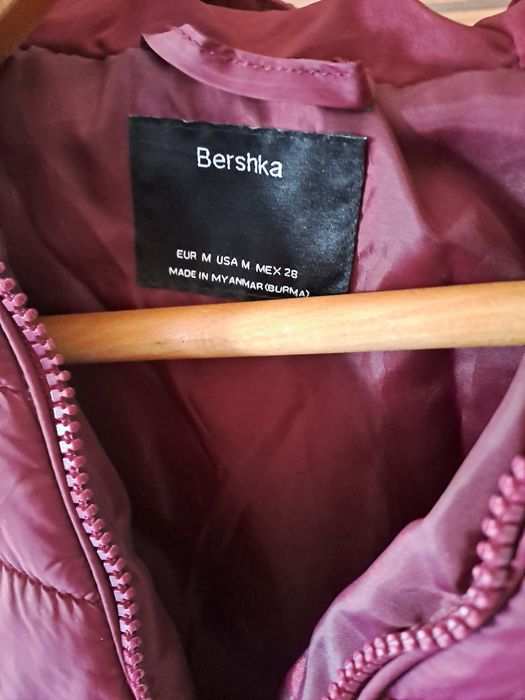 Bershka
EUR M USA M MEX 28
MADE IN MYANMAR(BURMA)